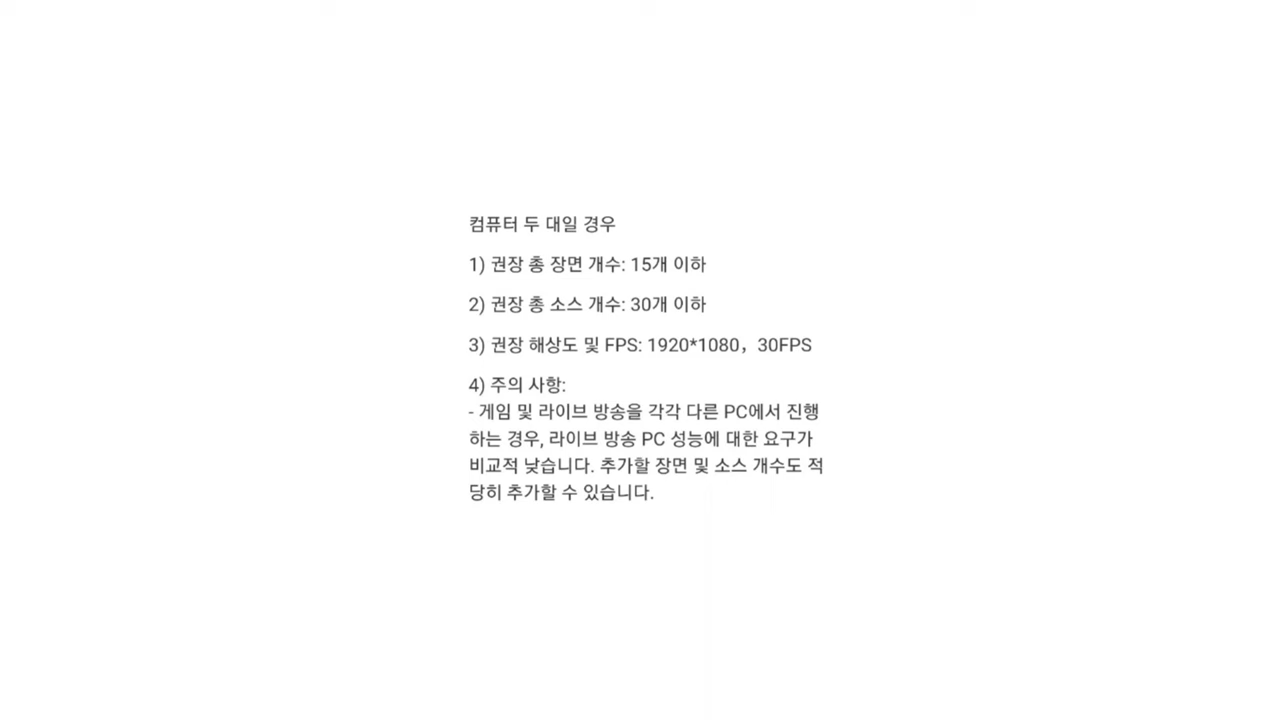 컴퓨터 두 대일 경우
1) 권장 총 장면 개수: 15개 이하
2) 권장 총 소스 개수: 30개 이하
3) 권장 해상도 및 FPS: 1920*1080，30FPS
4) 주의 사항:
- 게임 및 라이브 방송을 각각 다른 PC에서 진행
하는 경우, 라이브 방송 PC 성능에 대한 요구가
비교적 낮습니다. 추가할 장면 및 소스 개수도 적
당히 추가할 수 있습니다.